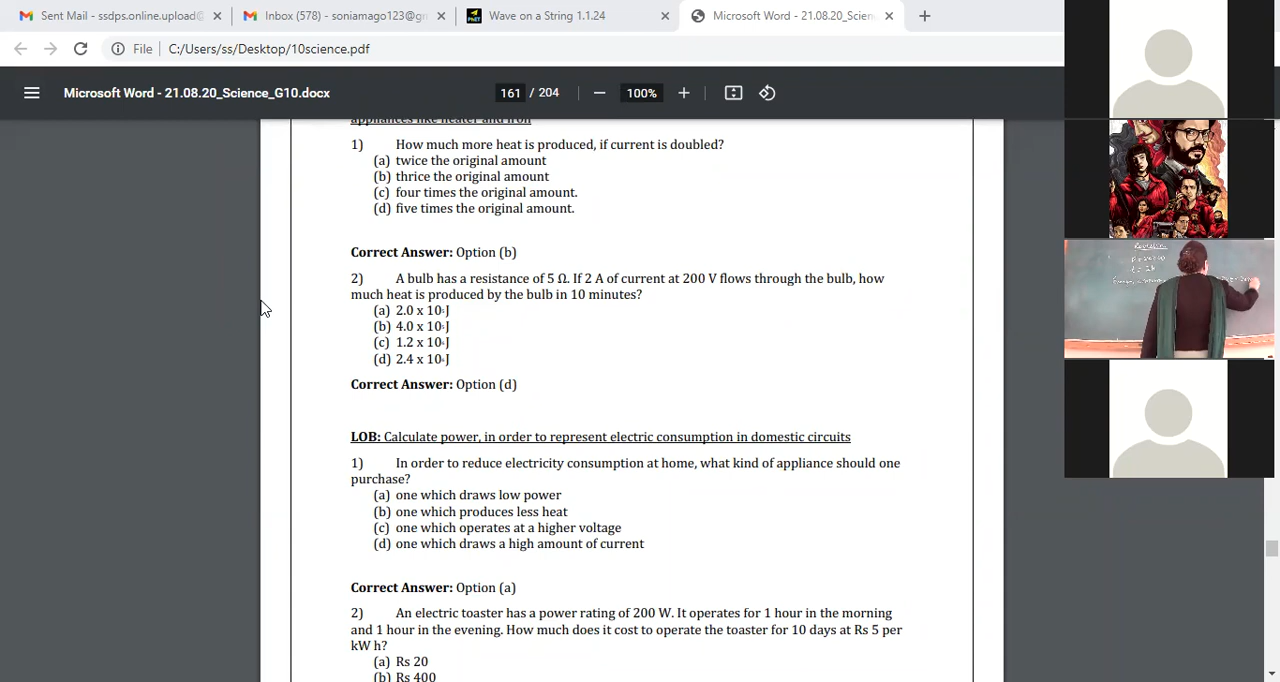 Sent Mail - ssdps.online.upload@
Inbox (578) - soniamago123@gm
Wave on a String 1.1.24
Microsoft Word - 21.08.20_Scien
File
C:/Users/ss/Desktop/10science.pdf
Microsoft Word - 21.08.20_Science_G10.docx
161 / 204
100%
appliances like heater and iron
1) How much more heat is produced, if current is doubled?
(a) twice the original amount
(b) thrice the original amount
(c) four times the original amount.
(d) five times the original amount.
Correct Answer: Option (b)
2) A bulb has a resistance of 5 Ω. If 2 A of current at 200 V flows through the bulb, how
much heat is produced by the bulb in 10 minutes?
(a) 2.0 x 10 J
(b) 4.0 x 10 J
(c) 1.2 x 10 J
(d) 2.4 x 10 J
Correct Answer: Option (d)
LOB: Calculate power, in order to represent electric consumption in domestic circuits
1) In order to reduce electricity consumption at home, what kind of appliance should one
purchase?
(a) one which draws low power
(b) one which produces less heat
(c) one which operates at a higher voltage
(d) one which draws a high amount of current
Correct Answer: Option (a)
2) An electric toaster has a power rating of 200 W. It operates for 1 hour in the morning
and 1 hour in the evening. How much does it cost to operate the toaster for 10 days at Rs 5 per
kW h?
(a) Rs 20
(b) Rs 400